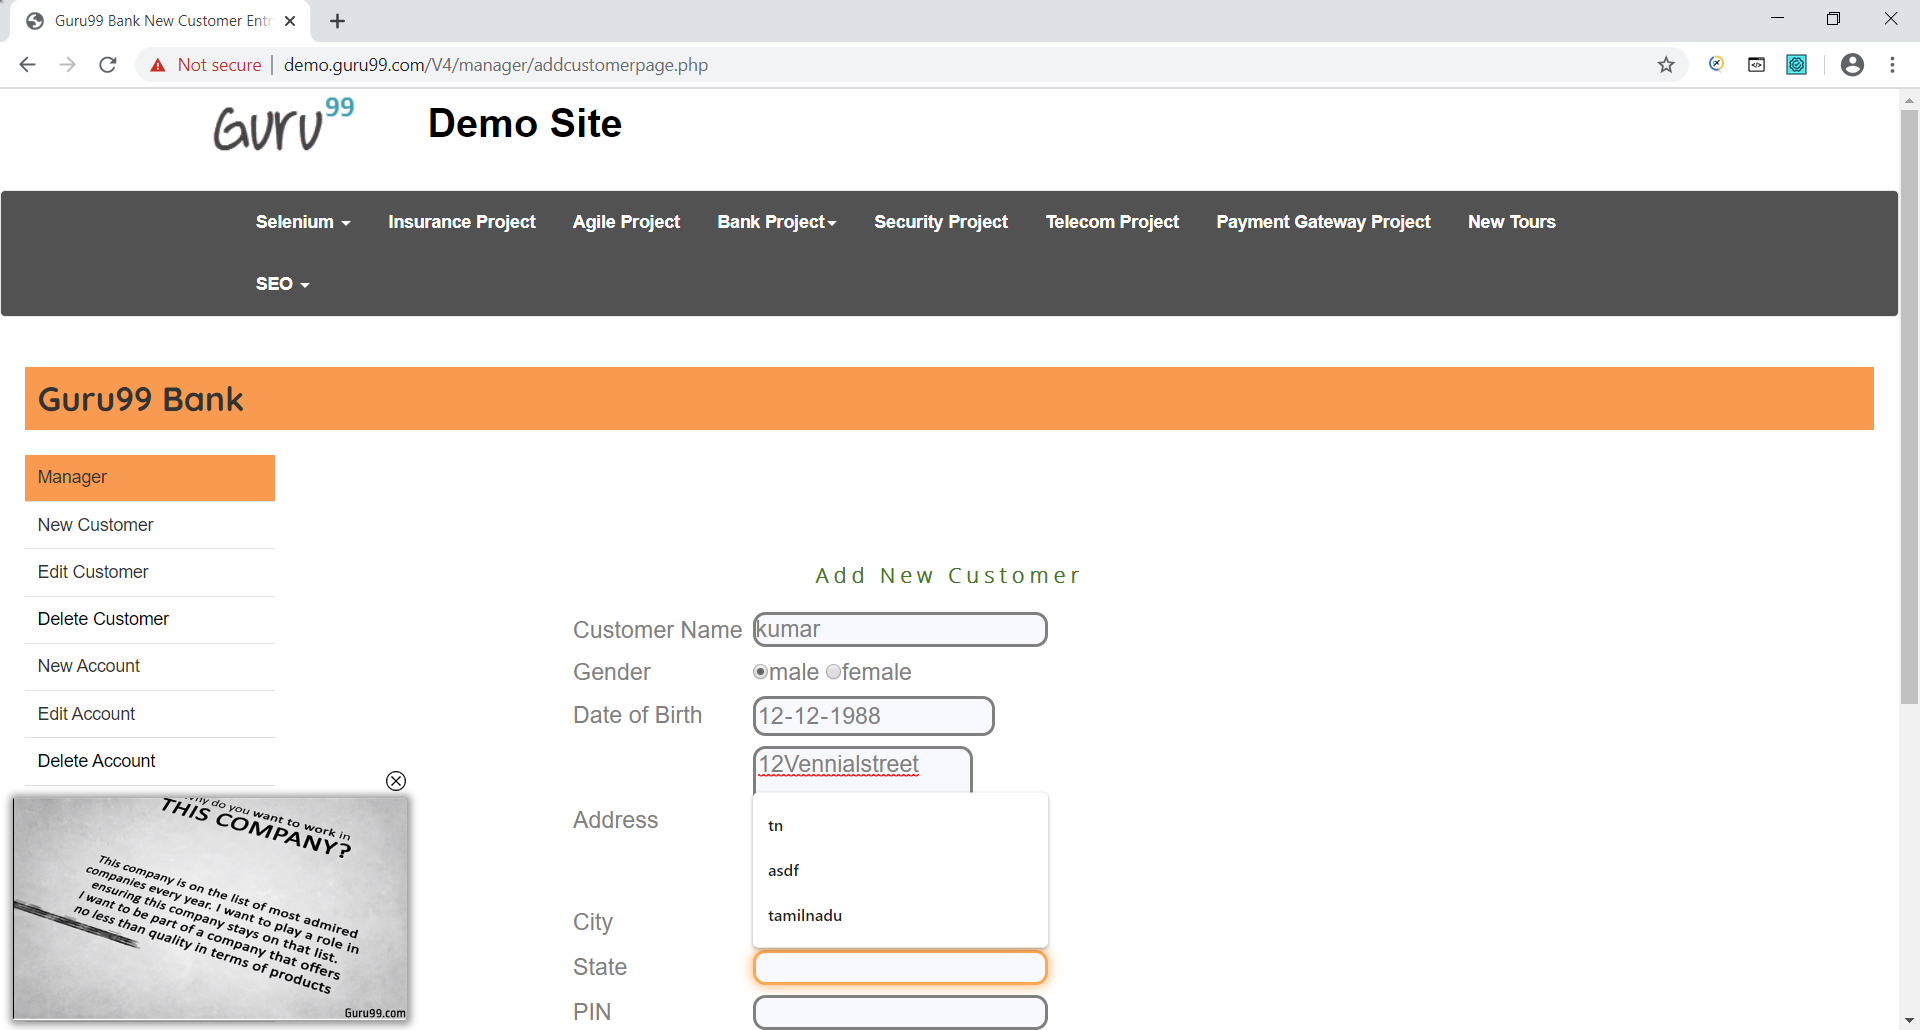 Guru99 Bank New Customer Entr
Not secure | demo.guru99.com/V4/manager/addcustomerpage.php
Guru99
Demo Site
Selenium
Insurance Project
Agile Project
Bank Project
Security Project
Telecom Project
Payment Gateway Project
New Tours
SEO
Guru99 Bank
Manager
New Customer
Edit Customer
Delete Customer
New Account
Edit Account
Delete Account
Add New Customer
Customer Name kumar
Gender male female
Date of Birth 12-12-1988
12Vennialstreet
Address
tn
asdf
tamilnadu
City
State
PIN
why do you want to work in
THIS COMPANY?
This company is on the list of most admired
companies every year. I want to play a role in
ensuring this company stays on that list.
I want to be part of a company that offers
no less than quality in terms of products
Guru99.com